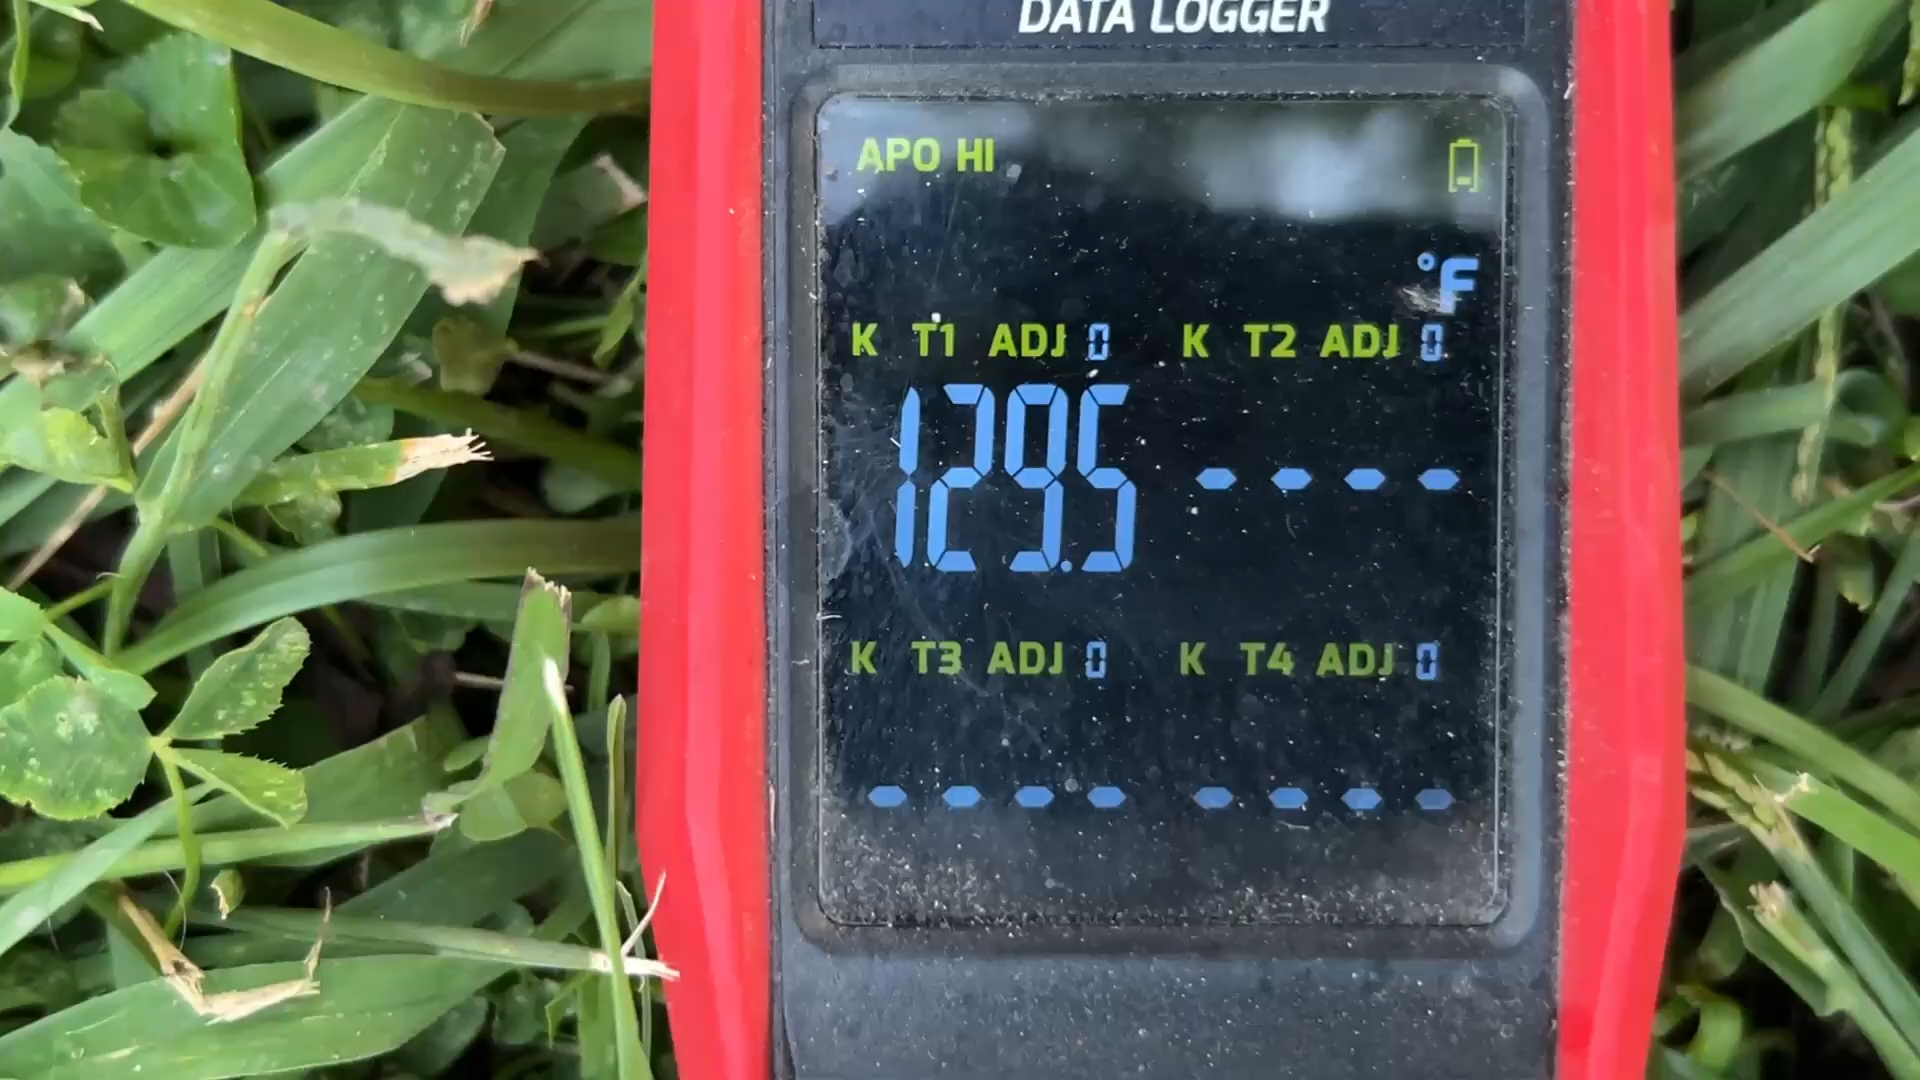 DATA LOGGER
APO HI
°F
K T1 ADJ 0 K T2 ADJ 0
129.5 - - - -
K T3 ADJ 0 K T4 ADJ 0
- - - - - - - -